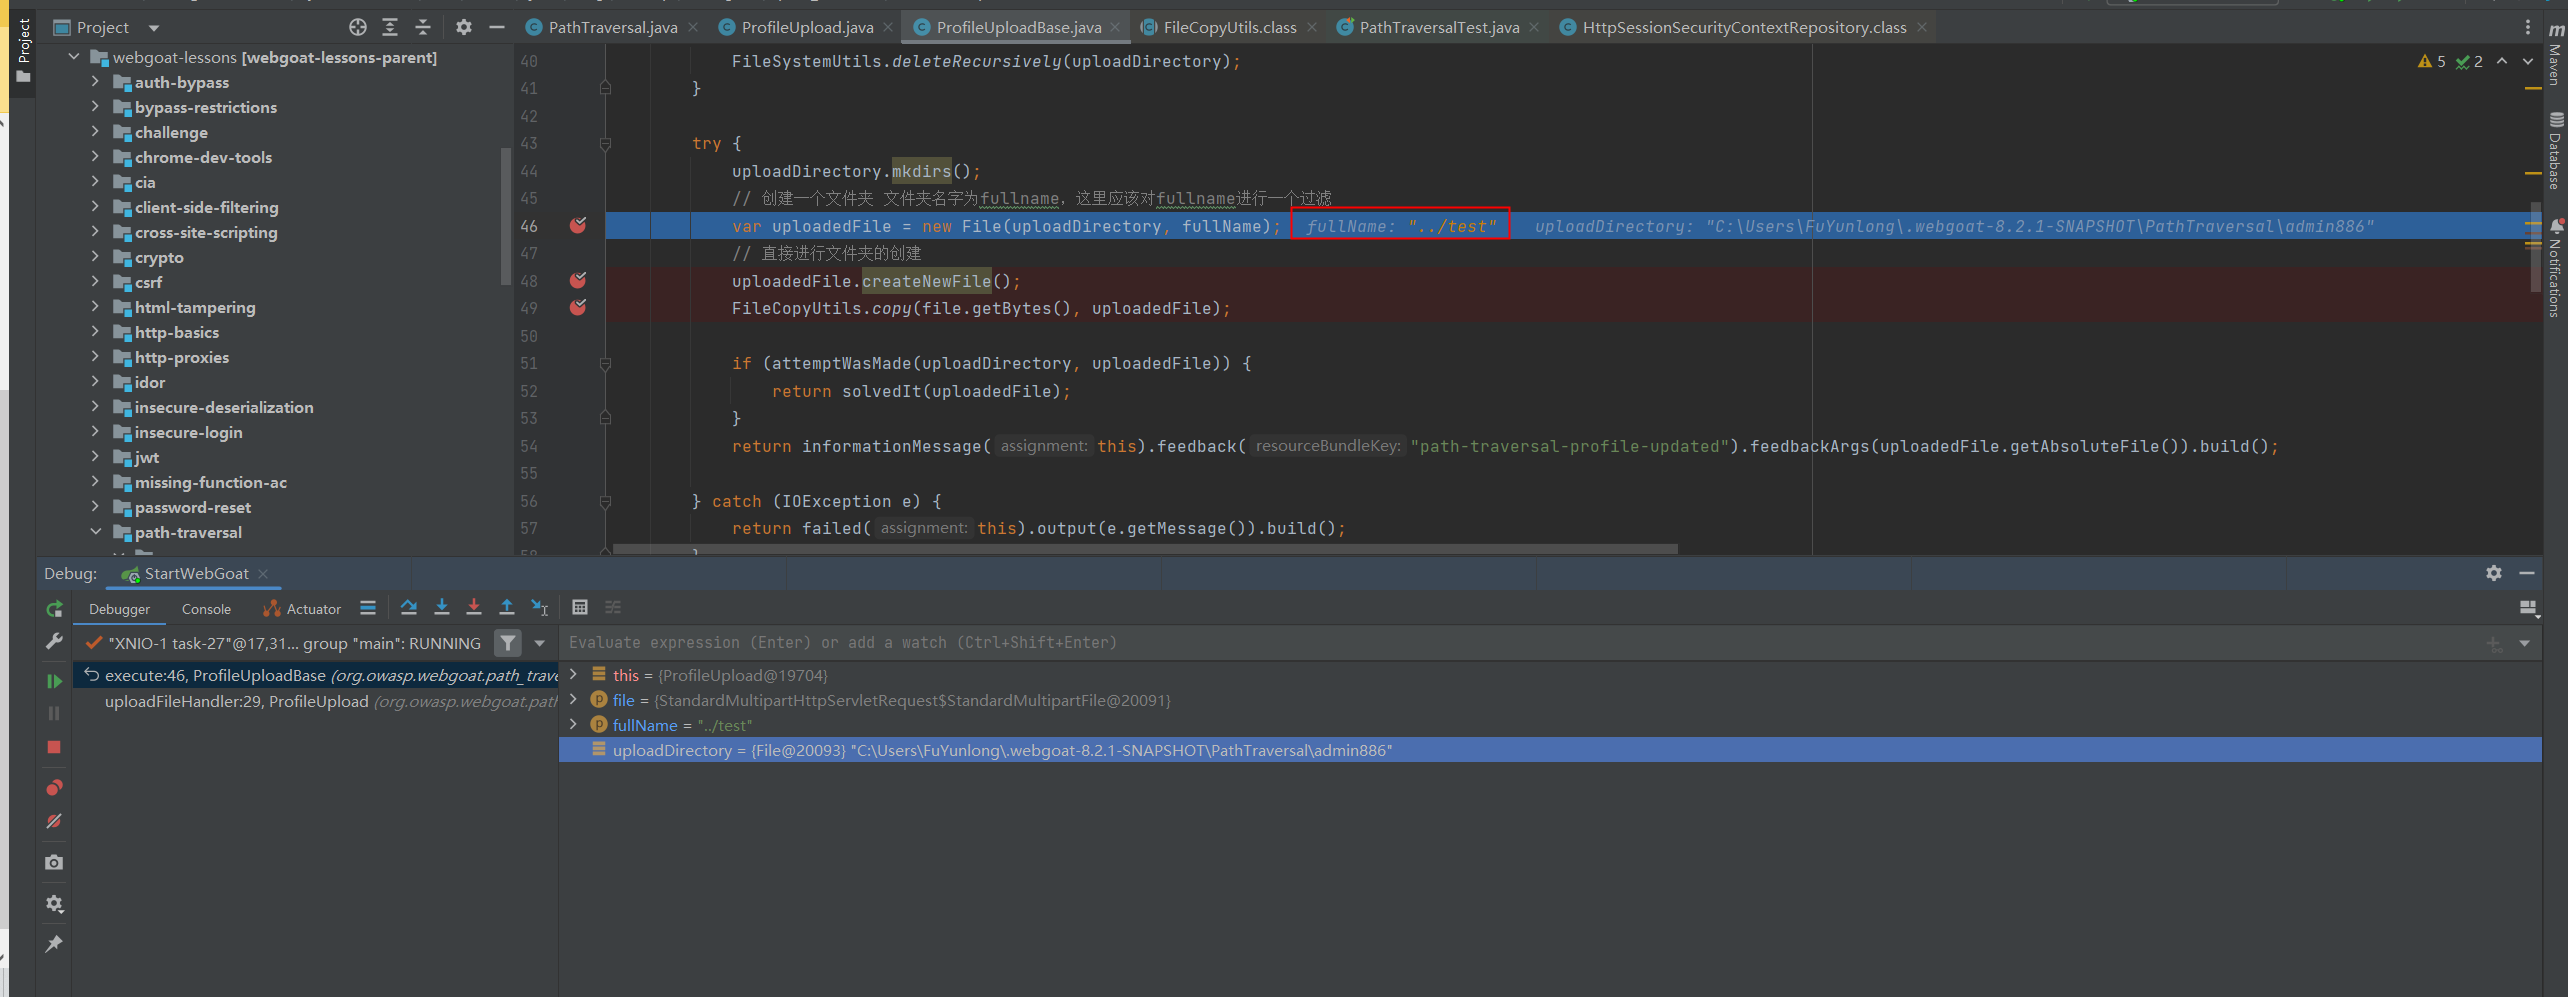 Project
PathTraversal.java
ProfileUpload.java
ProfileUploadBase.java
FileCopyUtils.class
PathTraversalTest.java
HttpSessionSecurityContextRepository.class
Project
Maven
Database
Notifications
webgoat-lessons [webgoat-lessons-parent]
auth-bypass
bypass-restrictions
challenge
chrome-dev-tools
cia
client-side-filtering
cross-site-scripting
crypto
csrf
html-tampering
http-basics
http-proxies
idor
insecure-deserialization
insecure-login
jwt
missing-function-ac
password-reset
path-traversal
5 2
40 FileSystemUtils.deleteRecursively(uploadDirectory);
41 }
42
43 try {
44 uploadDirectory.mkdirs();
45 // 创建一个文件夹 文件夹名字为fullname，这里应该对fullname进行一个过滤
46 var uploadedFile = new File(uploadDirectory, fullName); fullName: "../test" uploadDirectory: "C:\Users\FuYunlong\.webgoat-8.2.1-SNAPSHOT\PathTraversal\admin886"
47 // 直接进行文件夹的创建
48 uploadedFile.createNewFile();
49 FileCopyUtils.copy(file.getBytes(), uploadedFile);
50
51 if (attemptWasMade(uploadDirectory, uploadedFile)) {
52 return solvedIt(uploadedFile);
53 }
54 return informationMessage( assignment: this).feedback( resourceBundleKey: "path-traversal-profile-updated").feedbackArgs(uploadedFile.getAbsoluteFile()).build();
55
56 } catch (IOException e) {
57 return failed( assignment: this).output(e.getMessage()).build();
58 }
Debug: StartWebGoat
Debugger Console Actuator
"XNIO-1 task-27"@17,31... group "main": RUNNING
Evaluate expression (Enter) or add a watch (Ctrl+Shift+Enter)
execute:46, ProfileUploadBase (org.owasp.webgoat.path_trave
uploadFileHandler:29, ProfileUpload (org.owasp.webgoat.path
this = {ProfileUpload@19704}
file = {StandardMultipartHttpServletRequest$StandardMultipartFile@20091}
fullName = "../test"
uploadDirectory = {File@20093} "C:\Users\FuYunlong\.webgoat-8.2.1-SNAPSHOT\PathTraversal\admin886"